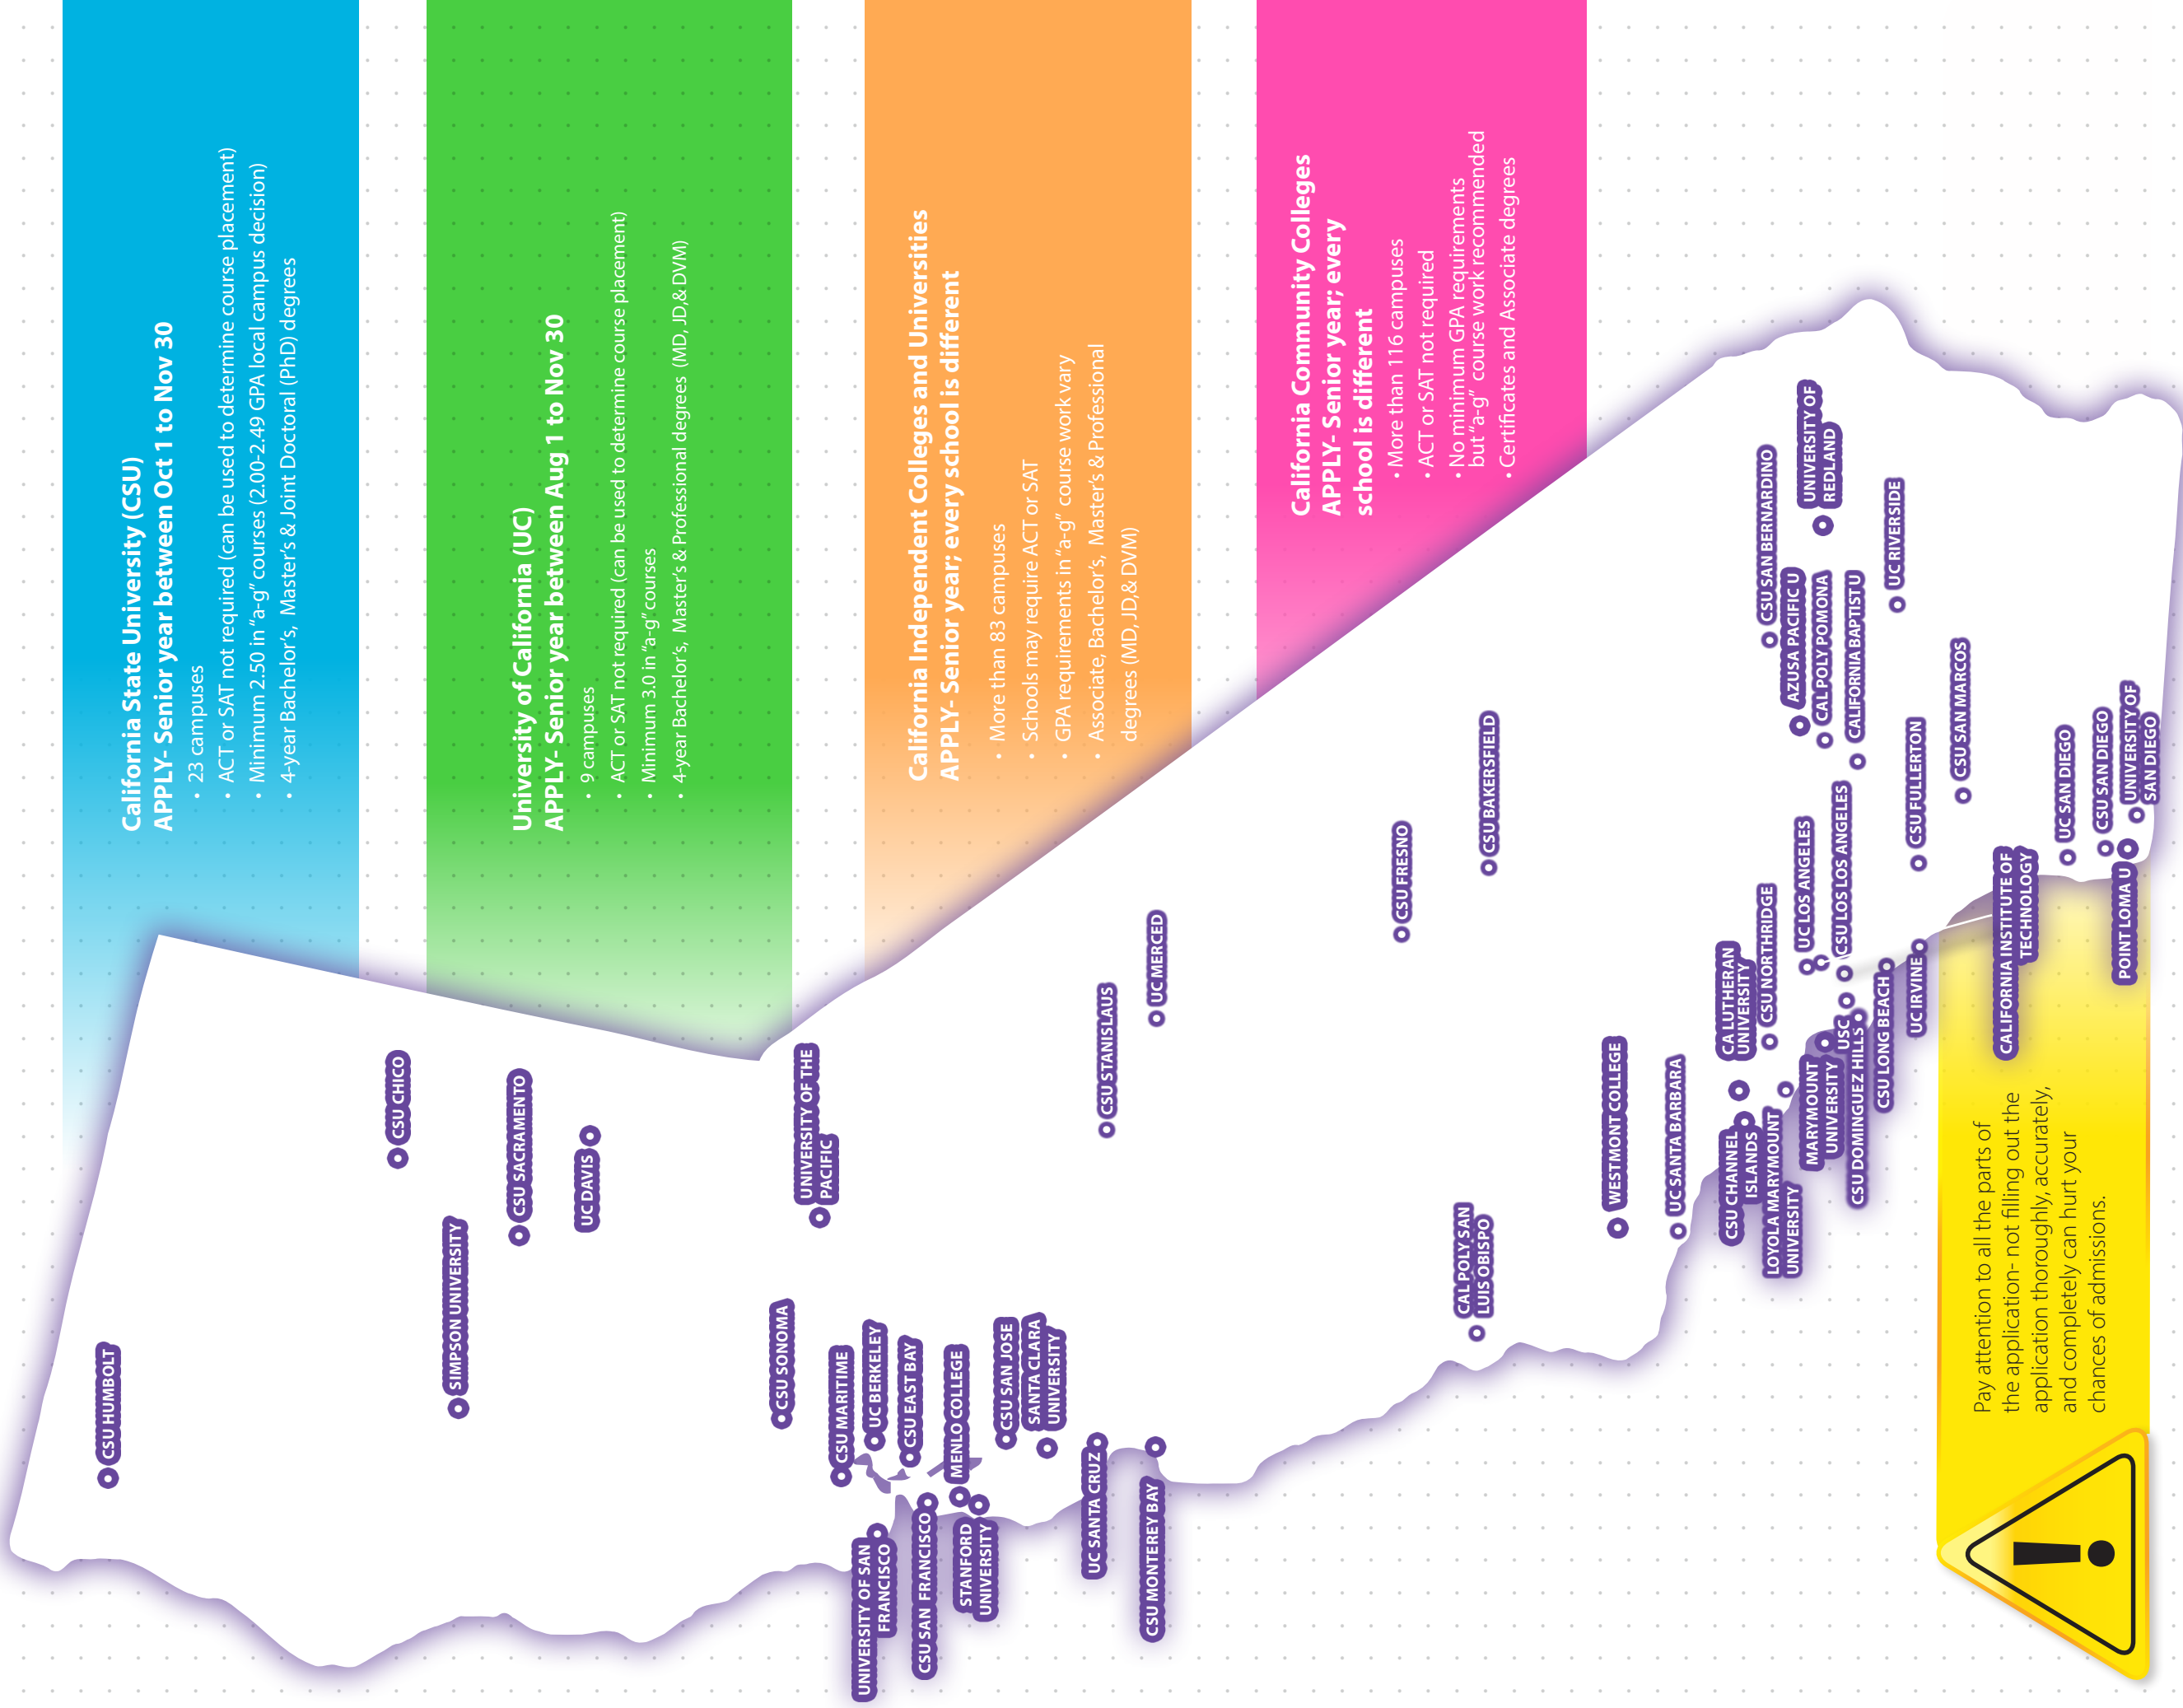 California State University (CSU)
APPLY- Senior year between Oct 1 to Nov 30
• 23 campuses
• ACT or SAT not required (can be used to determine course placement)
• Minimum 2.50 in “a-g” courses (2.00-2.49 GPA local campus decision)
• 4-year Bachelor’s, Master’s & Joint Doctoral (PhD) degrees
University of California (UC)
APPLY- Senior year between Aug 1 to Nov 30
• 9 campuses
• ACT or SAT not required (can be used to determine course placement)
• Minimum 3.0 in “a-g” courses
• 4-year Bachelor’s, Master’s & Professional degrees (MD, JD,& DVM)
California Independent Colleges and Universities
APPLY- Senior year; every school is different
• More than 83 campuses
• Schools may require ACT or SAT
• GPA requirements in “a-g” course work vary
• Associate, Bachelor’s, Master’s & Professional
degrees (MD, JD,& DVM)
California Community Colleges
APPLY- Senior year; every
school is different
• More than 116 campuses
• ACT or SAT not required
• No minimum GPA requirements
but “a-g” course work recommended
• Certificates and Associate degrees
CSU HUMBOLT
CSU CHICO
SIMPSON UNIVERSITY
CSU SACRAMENTO
UC DAVIS
CSU SONOMA
UNIVERSITY OF THE
PACIFIC
CSU MARITIME
UNIVERSITY OF SAN
FRANCISCO
UC BERKELEY
CSU EAST BAY
CSU SAN FRANCISCO
MENLO COLLEGE
STANFORD
UNIVERSITY
CSU SAN JOSE
SANTA CLARA
UNIVERSITY
UC SANTA CRUZ
CSU STANISLAUS
CSU MONTEREY BAY
UC MERCED
CSU FRESNO
CAL POLY SAN
LUIS OBISPO
CSU BAKERSFIELD
WESTMONT COLLEGE
UC SANTA BARBARA
CA LUTHERAN
UNIVERSITY
CSU CHANNEL
ISLANDS
CSU NORTHRIDGE
LOYOLA MARYMOUNT
UNIVERSITY
CSU SAN BERNARDINO
AZUSA PACIFIC U
UNIVERSITY OF
REDLAND
CAL POLY POMONA
UC LOS ANGELES
MARYMOUNT
UNIVERSITY
CSU LOS ANGELES
USC
CALIFORNIA BAPTIST U
CSU DOMINGUEZ HILLS
CSU LONG BEACH
UC RIVERSIDE
CSU FULLERTON
UC IRVINE
CSU SAN MARCOS
CALIFORNIA INSTITUTE OF
TECHNOLOGY
UC SAN DIEGO
CSU SAN DIEGO
UNIVERSITY OF
SAN DIEGO
POINT LOMA U
Pay attention to all the parts of
the application- not filling out the
application thoroughly, accurately,
and completely can hurt your
chances of admissions.